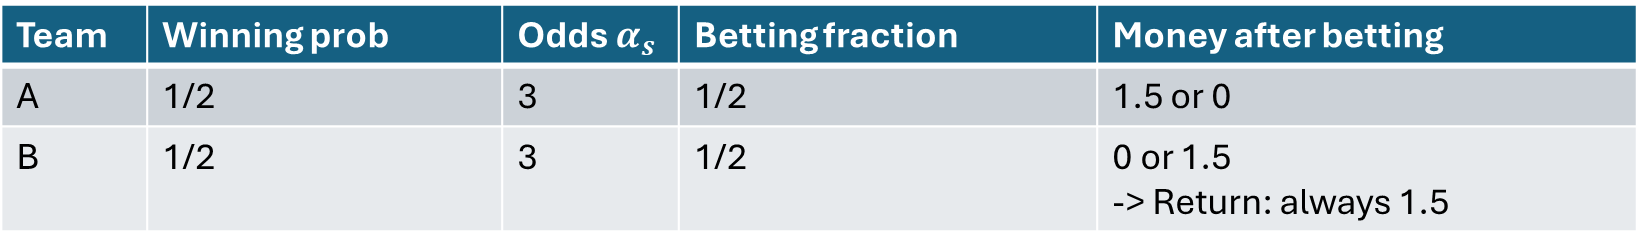 Team Winning prob Odds αₛ Betting fraction Money after betting
A 1/2 3 1/2 1.5 or 0
B 1/2 3 1/2 0 or 1.5
-> Return: always 1.5